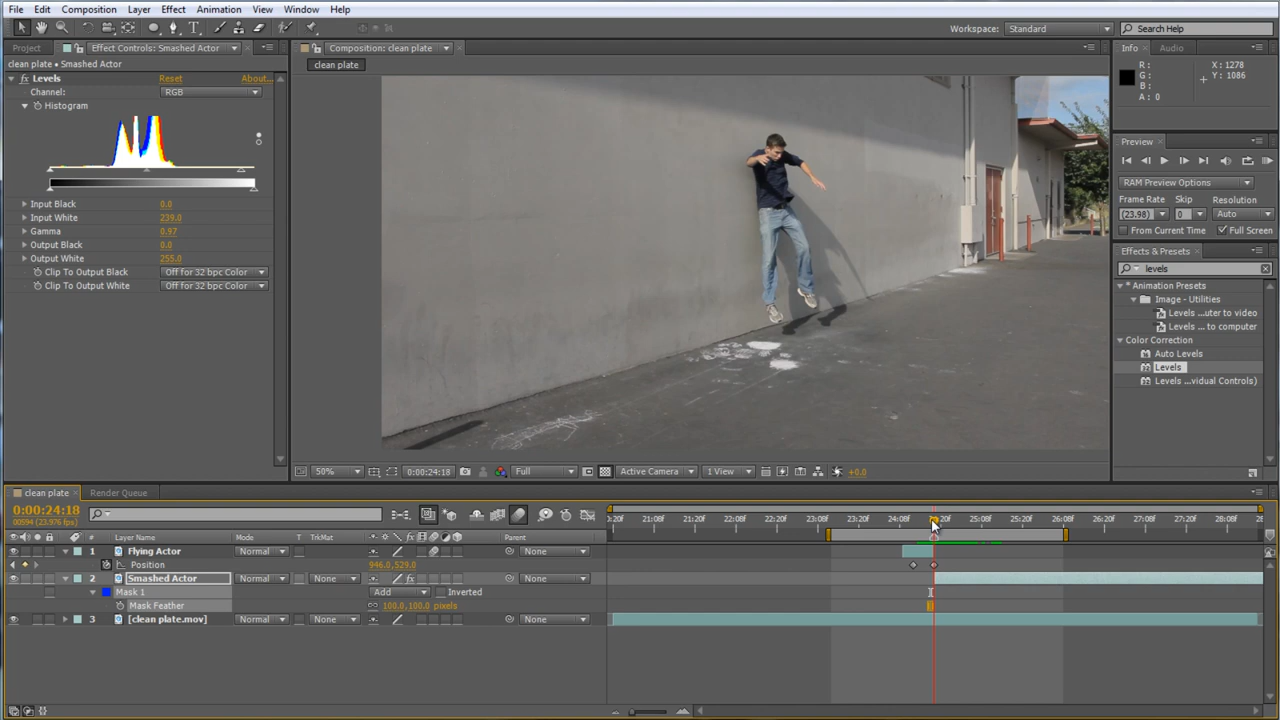 File Edit Composition Layer Effect Animation View Window Help
Workspace: Standard Search Help
Project Effect Controls: Smashed Actor Composition: clean plate Info Audio
clean plate • Smashed Actor clean plate
R: X: 1278
G: Y: 1086
B:
A: 0
fx Levels Reset About...
Channel: RGB
Histogram
Preview
RAM Preview Options
Frame Rate Skip Resolution
(23.98) 0 Auto
From Current Time Full Screen
Input Black 0.0
Input White 239.0
Gamma 0.97
Output Black 0.0
Output White 255.0
Clip To Output Black Off for 32 bpc Color
Clip To Output White Off for 32 bpc Color
Effects & Presets
levels
Animation Presets
Image - Utilities
Levels ...uter to video
Levels ... to computer
Color Correction
Auto Levels
Levels
Levels ...vidual Controls)
50% 0:00:24:18 Full Active Camera 1 View +0.0
clean plate Render Queue
0:00:24:18
00594 (23.976 fps)
:20f 21:08f 21:20f 22:08f 22:20f 23:08f 23:20f 24:08f 20f 25:08f 25:20f 26:08f 26:20f 27:08f 27:20f 28:08f
# Layer Name Mode T TrkMat fx Parent
1 Flying Actor Normal None
Position 946.0,529.0
2 Smashed Actor Normal None None
Mask 1 Add Inverted
Mask Feather 100.0,100.0 pixels
3 [clean plate.mov] Normal None None